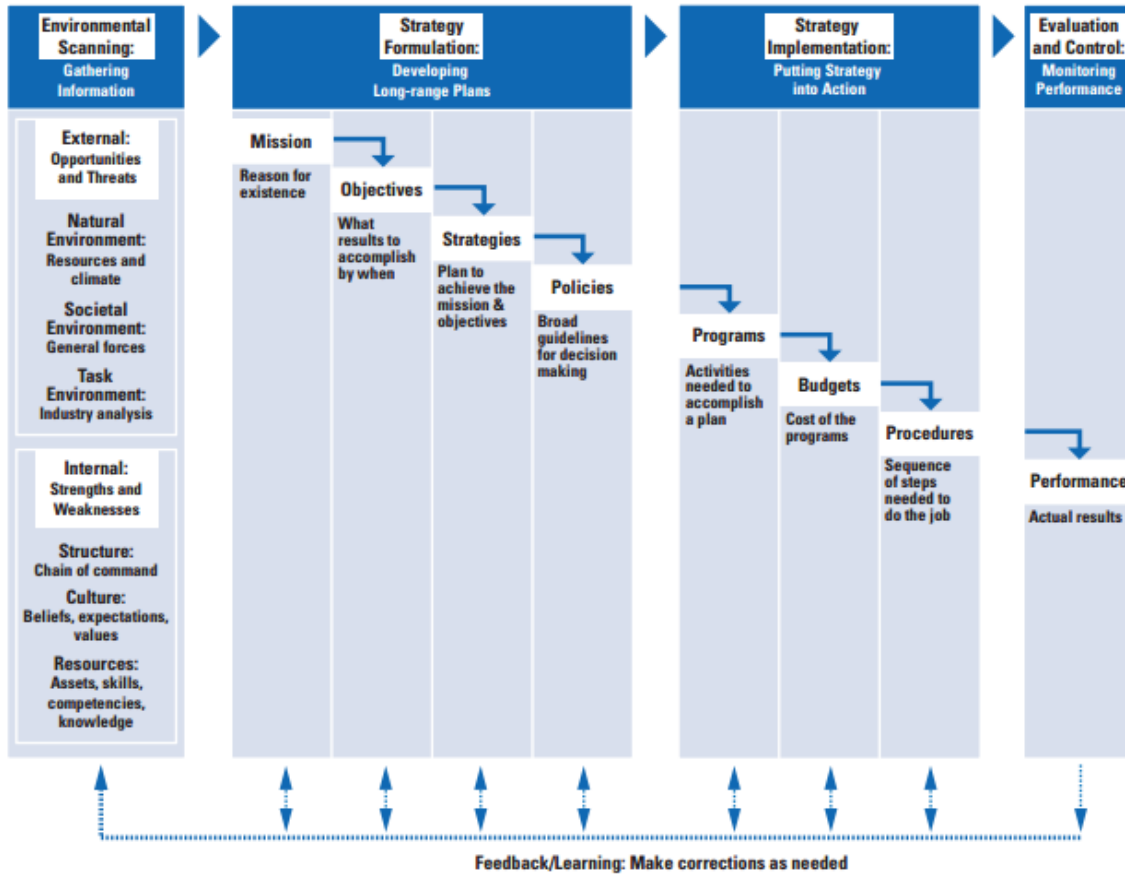 Environmental
Scanning:
Gathering
Information
External:
Opportunities
and Threats
Natural
Environment:
Resources and
climate
Societal
Environment:
General forces
Task
Environment:
Industry analysis
Internal:
Strengths and
Weaknesses
Structure:
Chain of command
Culture:
Beliefs, expectations,
values
Resources:
Assets, skills,
competencies,
knowledge
Strategy
Formulation:
Developing
Long-range Plans
Mission
Reason for
existence
Objectives
What
results to
accomplish
by when
Strategies
Plan to
achieve the
mission &
objectives
Policies
Broad
guidelines
for decision
making
Strategy
Implementation:
Putting Strategy
into Action
Programs
Activities
needed to
accomplish
a plan
Budgets
Cost of the
programs
Procedures
Sequence
of steps
needed to
do the job
Evaluation
and Control:
Monitoring
Performance
Performance
Actual results
Feedback/Learning: Make corrections as needed